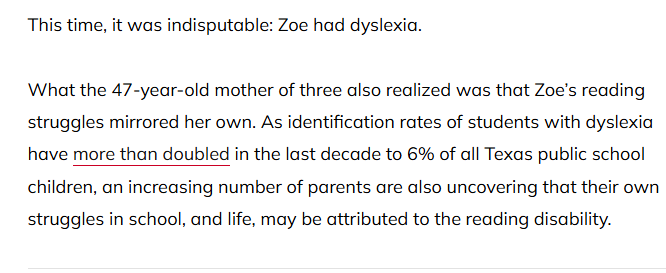 This time, it was indisputable: Zoe had dyslexia.
What the 47-year-old mother of three also realized was that Zoe’s reading
struggles mirrored her own. As identification rates of students with dyslexia
have more than doubled in the last decade to 6% of all Texas public school
children, an increasing number of parents are also uncovering that their own
struggles in school, and life, may be attributed to the reading disability.